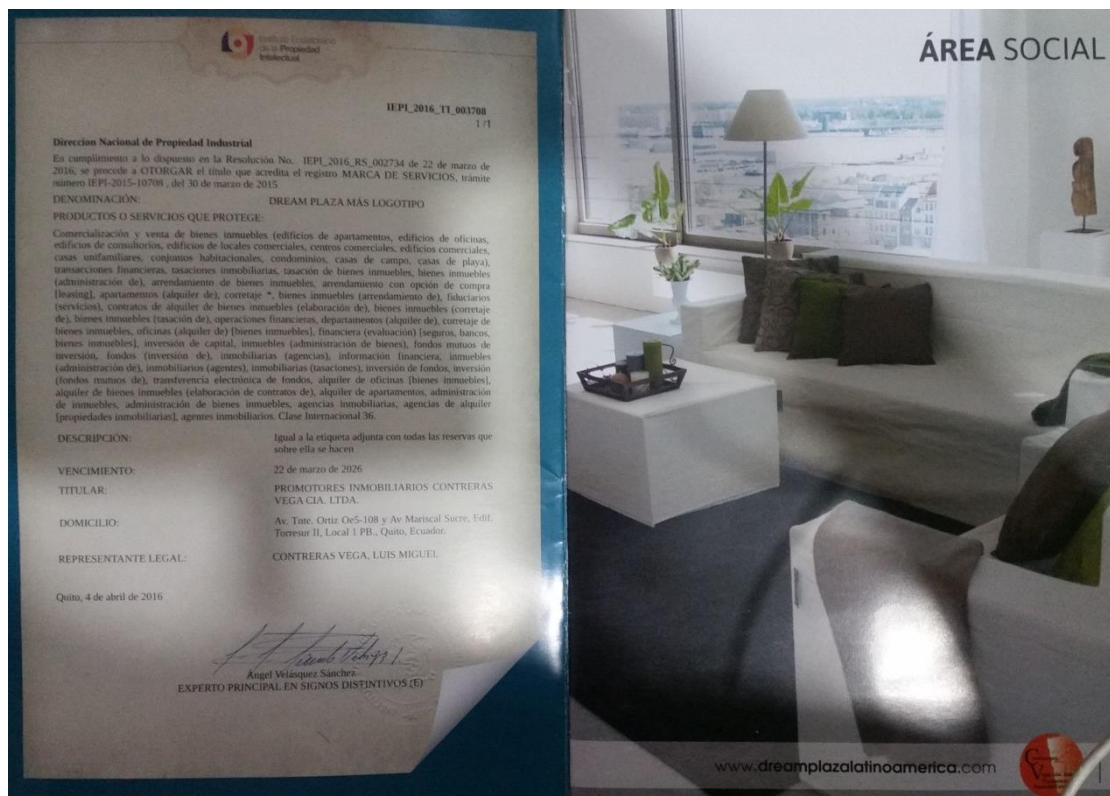 Instituto Ecuatoriano
de la Propiedad
Intelectual
IEPI_2016_TI_003708
1 /1
Direccion Nacional de Propiedad Industrial
En cumplimiento a lo dispuesto en la Resolución No. IEPI_2016_RS_002734 de 22 de marzo de
2016, se procede a OTORGAR el título que acredita el registro MARCA DE SERVICIOS, trámite
número IEPI-2015-10708 , del 30 de marzo de 2015
DENOMINACIÓN: DREAM PLAZA MÁS LOGOTIPO
PRODUCTOS O SERVICIOS QUE PROTEGE:
Comercialización y venta de bienes inmuebles (edificios de apartamentos, edificios de oficinas,
edificios de consultorios, edificios de locales comerciales, centros comerciales, edificios comerciales,
casas unifamiliares, conjuntos habitacionales, condominios, casas de campo, casas de playa),
transacciones financieras, tasaciones inmobiliarias, tasación de bienes inmuebles, bienes inmuebles
(administración de), arrendamiento de bienes inmuebles, arrendamiento con opción de compra
[leasing], apartamentos (alquiler de), corretaje *, bienes inmuebles (arrendamiento de), fiduciarios
(servicios), contratos de alquiler de bienes inmuebles (elaboración de), bienes inmuebles (corretaje
de), bienes inmuebles (tasación de), operaciones financieras, departamentos (alquiler de), corretaje de
bienes inmuebles, oficinas (alquiler de) [bienes inmuebles], financiera (evaluación) [seguros, bancos,
bienes inmuebles], inversión de capital, inmuebles (administración de bienes), fondos mutuos de
inversión, fondos (inversión de), inmobiliarias (agencias), información financiera, inmuebles
(administración de), inmobiliarios (agentes), inmobiliarias (tasaciones), inversión de fondos, inversión
(fondos mutuos de), transferencia electrónica de fondos, alquiler de oficinas [bienes inmuebles],
alquiler de bienes inmuebles (elaboración de contratos de), alquiler de apartamentos, administración
de inmuebles, administración de bienes inmuebles, agencias inmobiliarias, agencias de alquiler
[propiedades inmobiliarias], agentes inmobiliarios. Clase Internacional 36.
DESCRIPCIÓN: Igual a la etiqueta adjunta con todas las reservas que
sobre ella se hacen
VENCIMIENTO: 22 de marzo de 2026
TITULAR: PROMOTORES INMOBILIARIOS CONTRERAS
VEGA CIA. LTDA.
DOMICILIO: Av. Tnte. Ortiz Oe5-108 y Av Mariscal Sucre, Edif.
Torresur II, Local 1 PB., Quito, Ecuador.
REPRESENTANTE LEGAL: CONTRERAS VEGA, LUIS MIGUEL
Quito, 4 de abril de 2016
Ángel Velásquez Sánchez
EXPERTO PRINCIPAL EN SIGNOS DISTINTIVOS (E)
ÁREA SOCIAL
www.dreamplazalatinoamerica.com